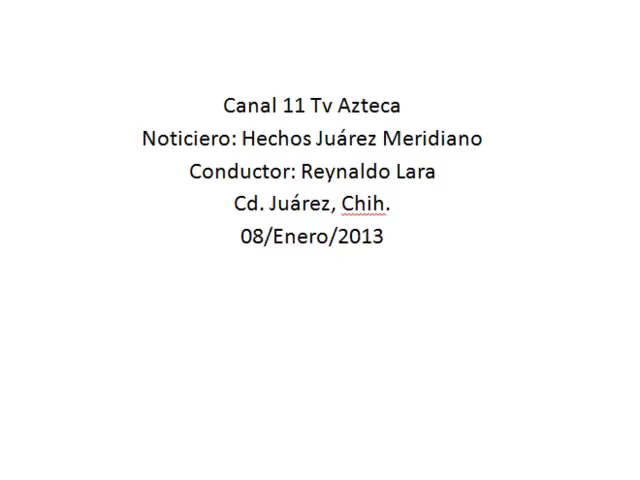 Canal 11 Tv Azteca
Noticiero: Hechos Juárez Meridiano
Conductor: Reynaldo Lara
Cd. Juárez, Chih.
08/Enero/2013